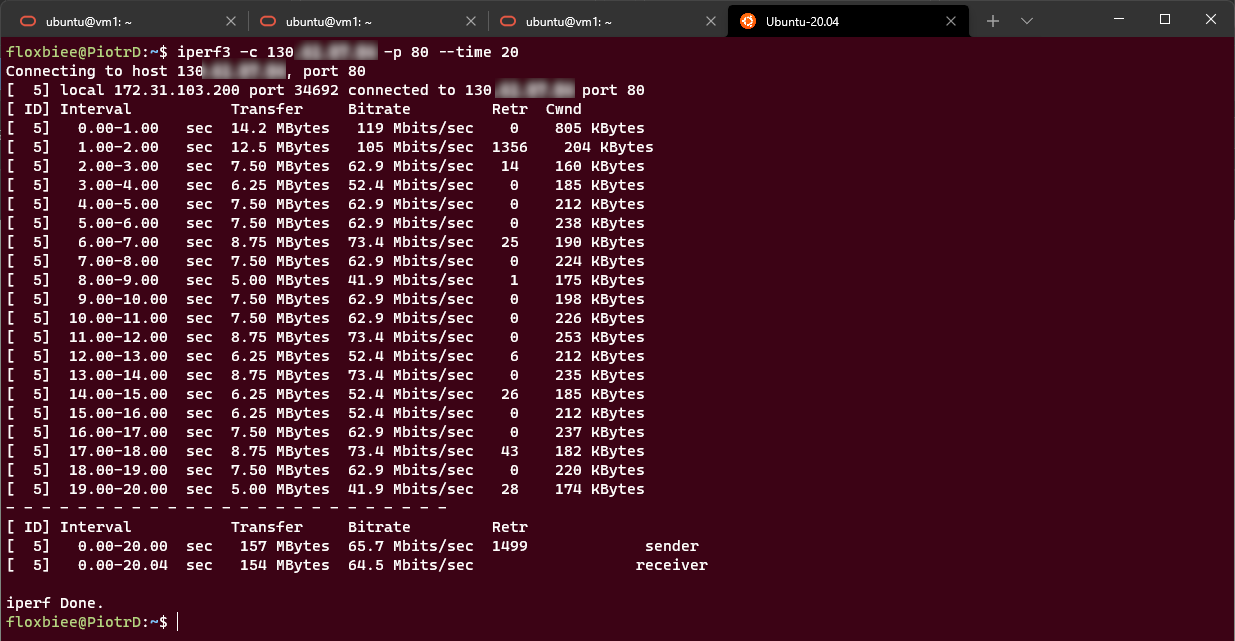 ubuntu@vm1: ~
ubuntu@vm1: ~
ubuntu@vm1: ~
Ubuntu-20.04
floxbiee@PiotrD:~$ iperf3 -c 130 -p 80 --time 20
Connecting to host 130 , port 80
[  5] local 172.31.103.200 port 34692 connected to 130 port 80
[ ID] Interval           Transfer     Bitrate         Retr  Cwnd
[  5]   0.00-1.00   sec  14.2 MBytes   119 Mbits/sec    0    805 KBytes
[  5]   1.00-2.00   sec  12.5 MBytes   105 Mbits/sec  1356    204 KBytes
[  5]   2.00-3.00   sec  7.50 MBytes  62.9 Mbits/sec   14    160 KBytes
[  5]   3.00-4.00   sec  6.25 MBytes  52.4 Mbits/sec    0    185 KBytes
[  5]   4.00-5.00   sec  7.50 MBytes  62.9 Mbits/sec    0    212 KBytes
[  5]   5.00-6.00   sec  7.50 MBytes  62.9 Mbits/sec    0    238 KBytes
[  5]   6.00-7.00   sec  8.75 MBytes  73.4 Mbits/sec   25    190 KBytes
[  5]   7.00-8.00   sec  7.50 MBytes  62.9 Mbits/sec    0    224 KBytes
[  5]   8.00-9.00   sec  5.00 MBytes  41.9 Mbits/sec    1    175 KBytes
[  5]   9.00-10.00  sec  7.50 MBytes  62.9 Mbits/sec    0    198 KBytes
[  5]  10.00-11.00  sec  7.50 MBytes  62.9 Mbits/sec    0    226 KBytes
[  5]  11.00-12.00  sec  8.75 MBytes  73.4 Mbits/sec    0    253 KBytes
[  5]  12.00-13.00  sec  6.25 MBytes  52.4 Mbits/sec    6    212 KBytes
[  5]  13.00-14.00  sec  8.75 MBytes  73.4 Mbits/sec    0    235 KBytes
[  5]  14.00-15.00  sec  6.25 MBytes  52.4 Mbits/sec   26    185 KBytes
[  5]  15.00-16.00  sec  6.25 MBytes  52.4 Mbits/sec    0    212 KBytes
[  5]  16.00-17.00  sec  7.50 MBytes  62.9 Mbits/sec    0    237 KBytes
[  5]  17.00-18.00  sec  8.75 MBytes  73.4 Mbits/sec   43    182 KBytes
[  5]  18.00-19.00  sec  7.50 MBytes  62.9 Mbits/sec    0    220 KBytes
[  5]  19.00-20.00  sec  5.00 MBytes  41.9 Mbits/sec   28    174 KBytes
- - - - - - - - - - - - - - - - - - - - - - - - -
[ ID] Interval           Transfer     Bitrate         Retr
[  5]   0.00-20.00  sec   157 MBytes  65.7 Mbits/sec  1499             sender
[  5]   0.00-20.04  sec   154 MBytes  64.5 Mbits/sec                  receiver
iperf Done.
floxbiee@PiotrD:~$